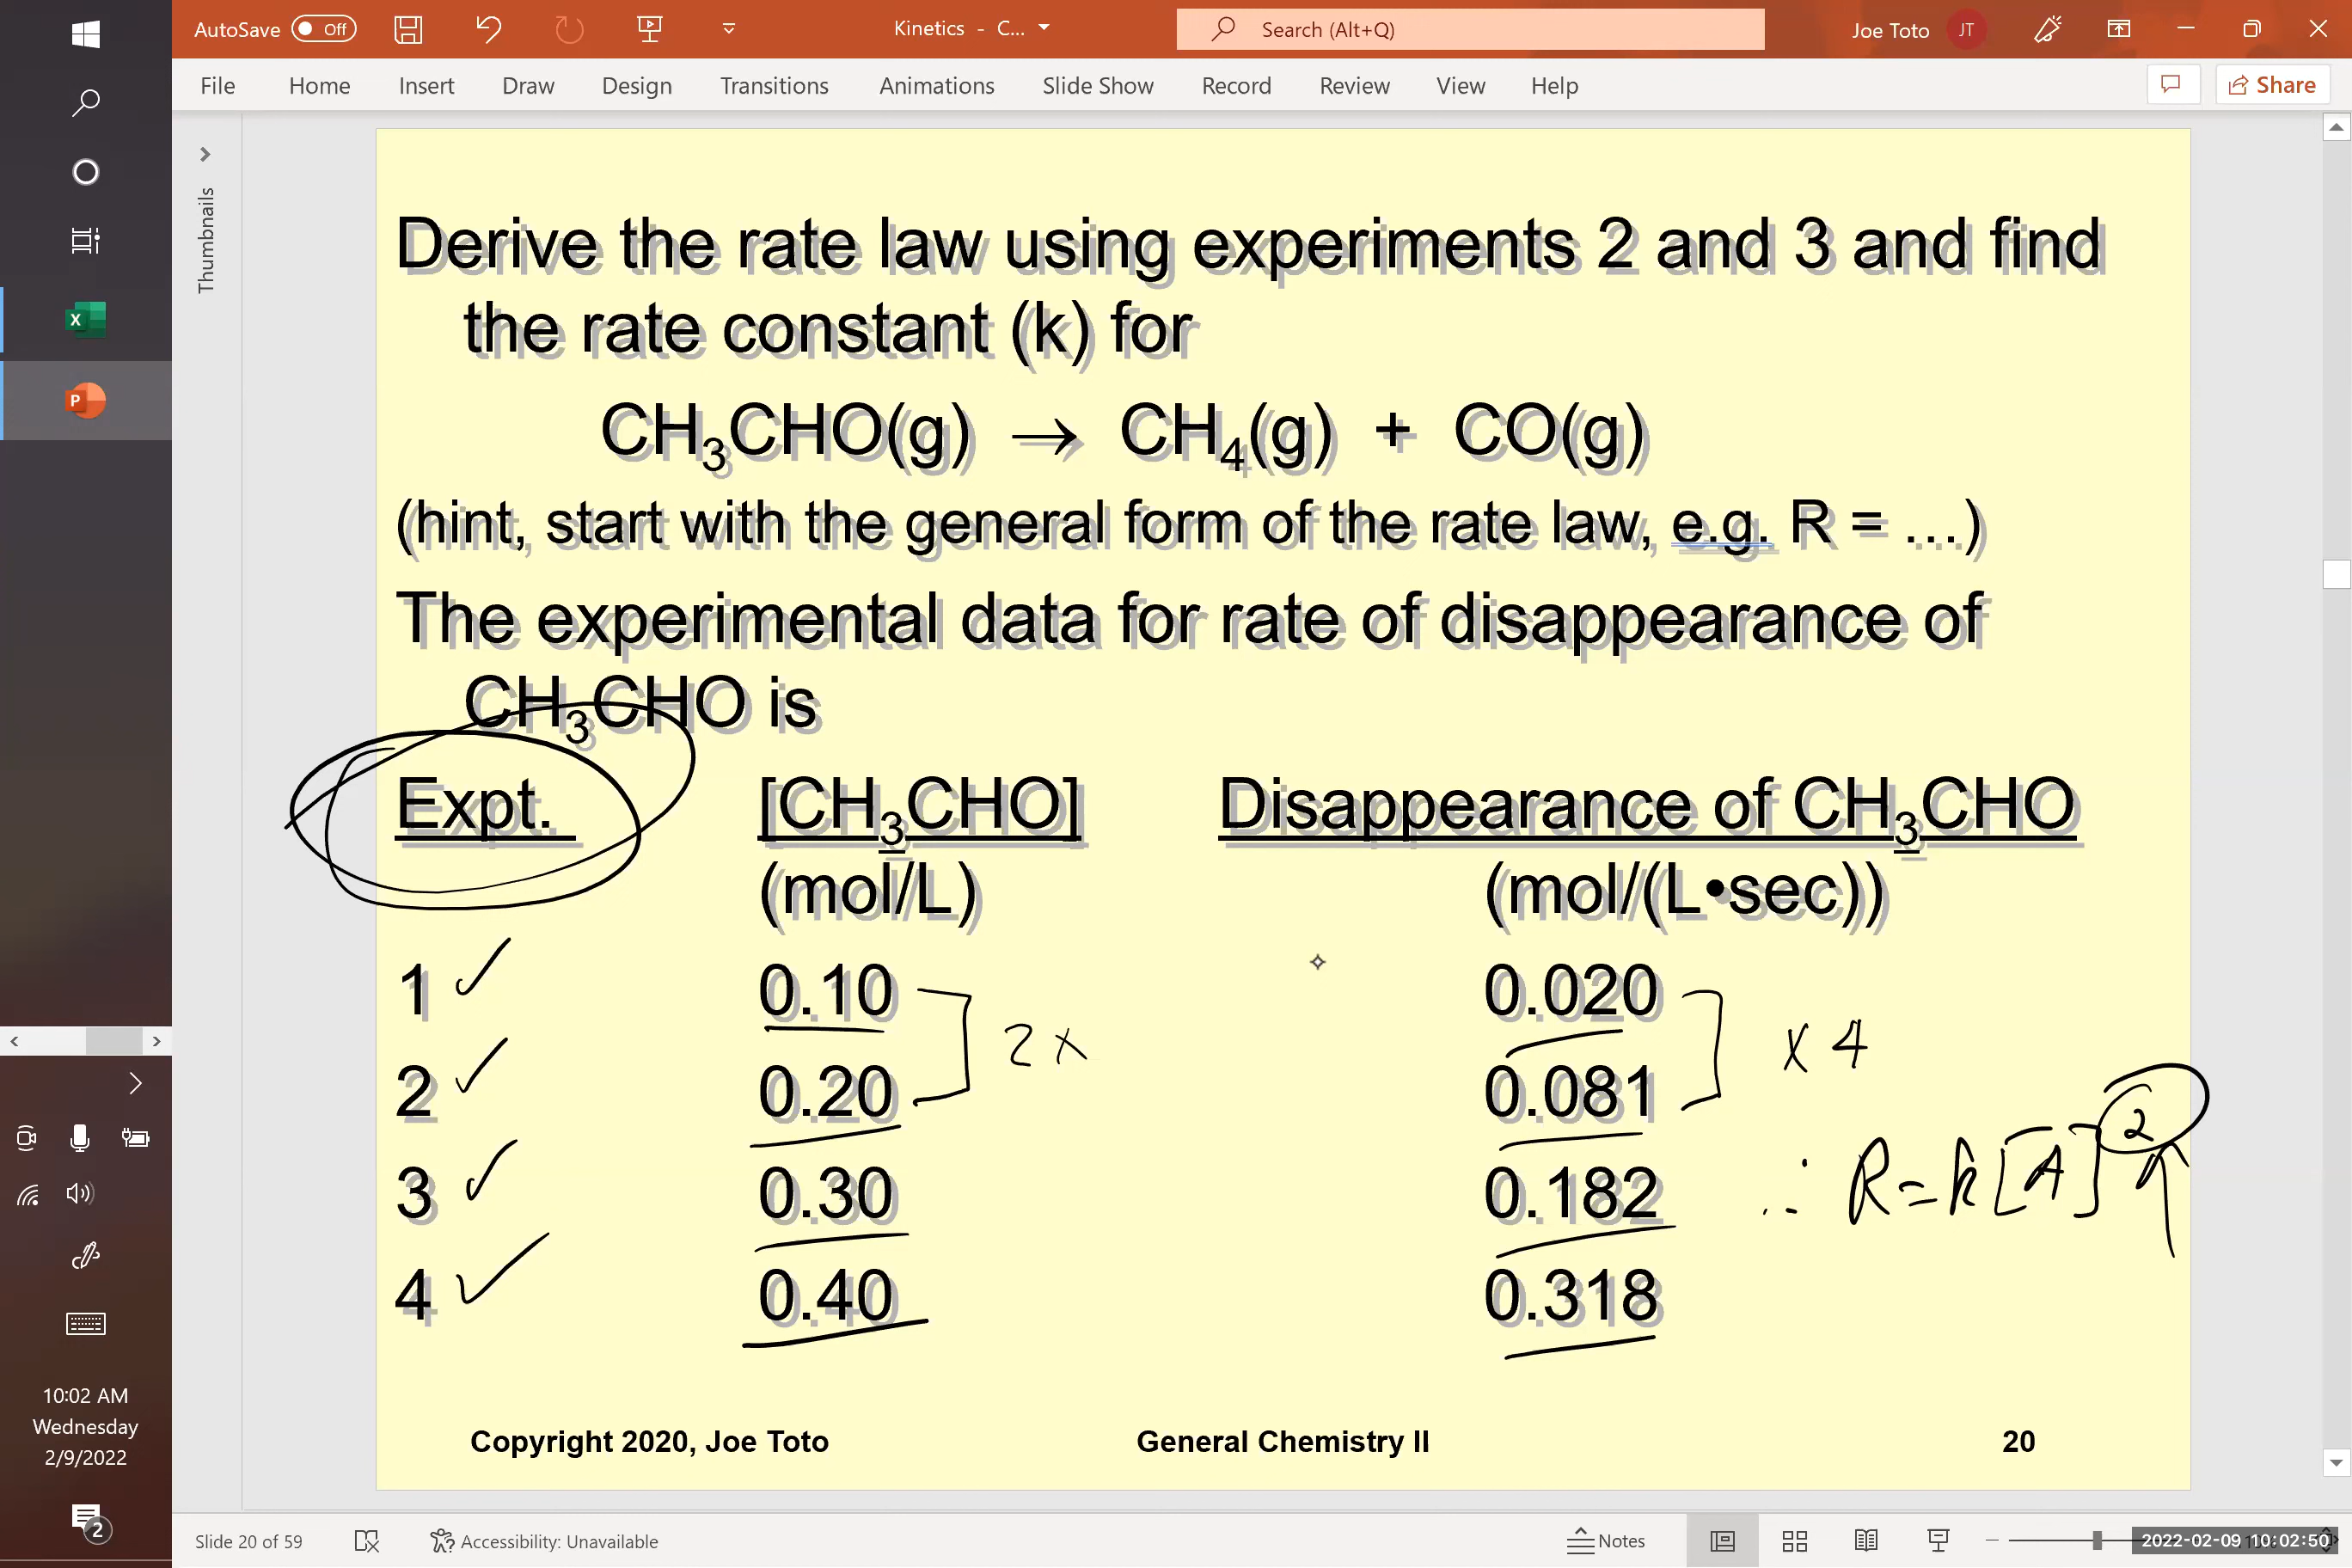 AutoSave Off Kinetics - C... Search (Alt+Q) Joe Toto JT
File Home Insert Draw Design Transitions Animations Slide Show Record Review View Help Share
Thumbnails
Derive the rate law using experiments 2 and 3 and find
the rate constant (k) for
CH₃CHO(g) → CH₄(g) + CO(g)
(hint, start with the general form of the rate law, e.g. R = ...)
The experimental data for rate of disappearance of
CH₃CHO is
Expt. [CH₃CHO] Disappearance of CH₃CHO
(mol/L) (mol/(L•sec))
1 ✓ 0.10 0.020
2x x 4
2 ✓ 0.20 0.081
3 ✓ 0.30 0.182 ∴ R=k[A]²
4 ✓ 0.40 0.318
Copyright 2020, Joe Toto General Chemistry II 20
X
P
10:02 AM
Wednesday
2/9/2022
2
Slide 20 of 59 Accessibility: Unavailable Notes 2022-02-09 10:02:50